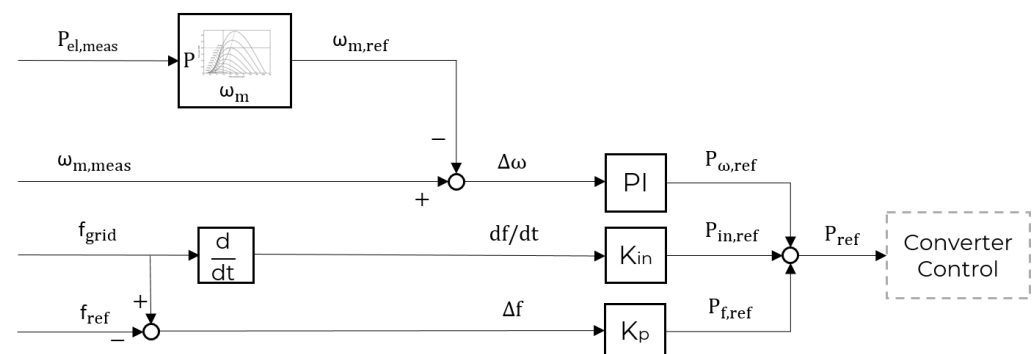 P_el,meas
P
ω_m
ω_m,ref
−
ω_m,meas
+
Δω
PI
P_ω,ref
f_grid
d
dt
df/dt
K_in
P_in,ref
P_ref
Converter
Control
+
f_ref
−
Δf
K_p
P_f,ref